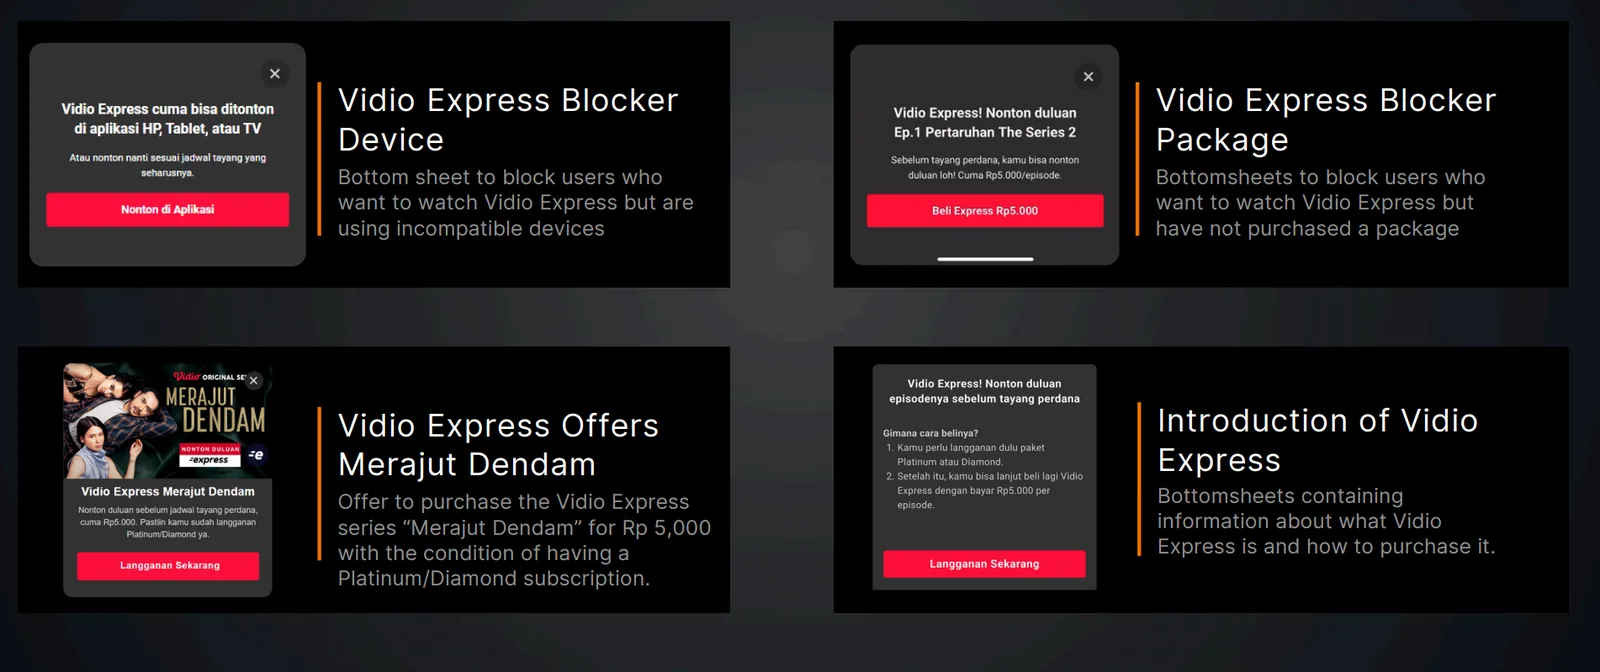 Vidio Express cuma bisa ditonton
di aplikasi HP, Tablet, atau TV
Atau nonton nanti sesuai jadwal tayang yang
seharusnya.
Nonton di Aplikasi
Vidio Express Blocker
Device
Bottom sheet to block users who
want to watch Vidio Express but are
using incompatible devices
Vidio Express! Nonton duluan
Ep.1 Pertaruhan The Series 2
Sebelum tayang perdana, kamu bisa nonton
duluan loh! Cuma Rp5.000/episode.
Beli Express Rp5.000
Vidio Express Blocker
Package
Bottomsheets to block users who
want to watch Vidio Express but
have not purchased a package
Vidio ORIGINAL SE
MERAJUT
DENDAM
NONTON DULUAN
express
Vidio Express Merajut Dendam
Nonton duluan sebelum jadwal tayang perdana,
cuma Rp5.000. Pastiin kamu sudah langganan
Platinum/Diamond ya.
Langganan Sekarang
Vidio Express Offers
Merajut Dendam
Offer to purchase the Vidio Express
series “Merajut Dendam” for Rp 5,000
with the condition of having a
Platinum/Diamond subscription.
Vidio Express! Nonton duluan
episodenya sebelum tayang perdana
Gimana cara belinya?
1. Kamu perlu langganan dulu paket
Platinum atau Diamond.
2. Setelah itu, kamu bisa lanjut beli lagi Vidio
Express dengan bayar Rp5.000 per
episode.
Langganan Sekarang
Introduction of Vidio
Express
Bottomsheets containing
information about what Vidio
Express is and how to purchase it.